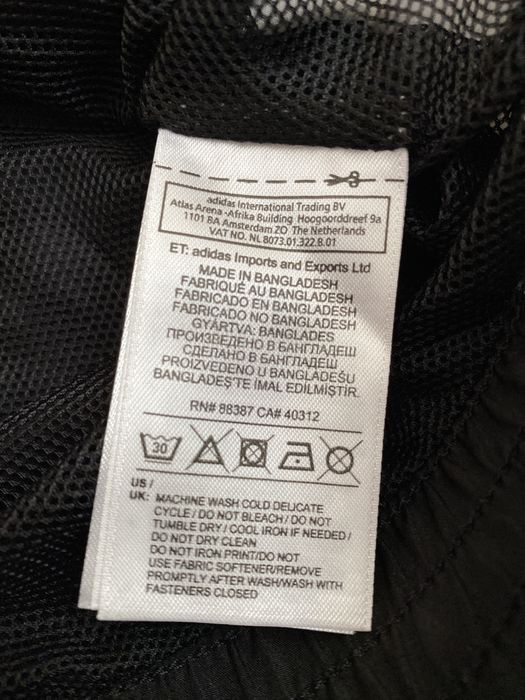 adidas International Trading BV
Atlas Arena -Afrika Building Hoogoorddreef 9a
1101 BA Amsterdam ZO The Netherlands
VAT NO. NL 8073.01.322.B.01
ET: adidas Imports and Exports Ltd
MADE IN BANGLADESH
FABRIQUÉ AU BANGLADESH
FABRICADO EN BANGLADESH
FABRICADO NO BANGLADESH
GYÁRTVA: BANGLADES
ПРОИЗВЕДЕНО В БАНГЛАДЕШ
СДЕЛАНО В БАНГЛАДЕШ
PROIZVEDENO U BANGLADEŠU
BANGLADEŞ'TE İMAL EDİLMİŞTİR.
RN# 88387 CA# 40312
30
US /
UK: MACHINE WASH COLD DELICATE
CYCLE / DO NOT BLEACH / DO NOT
TUMBLE DRY / COOL IRON IF NEEDED /
DO NOT DRY CLEAN
DO NOT IRON PRINT/DO NOT
USE FABRIC SOFTENER/REMOVE
PROMPTLY AFTER WASH/WASH WITH
FASTENERS CLOSED